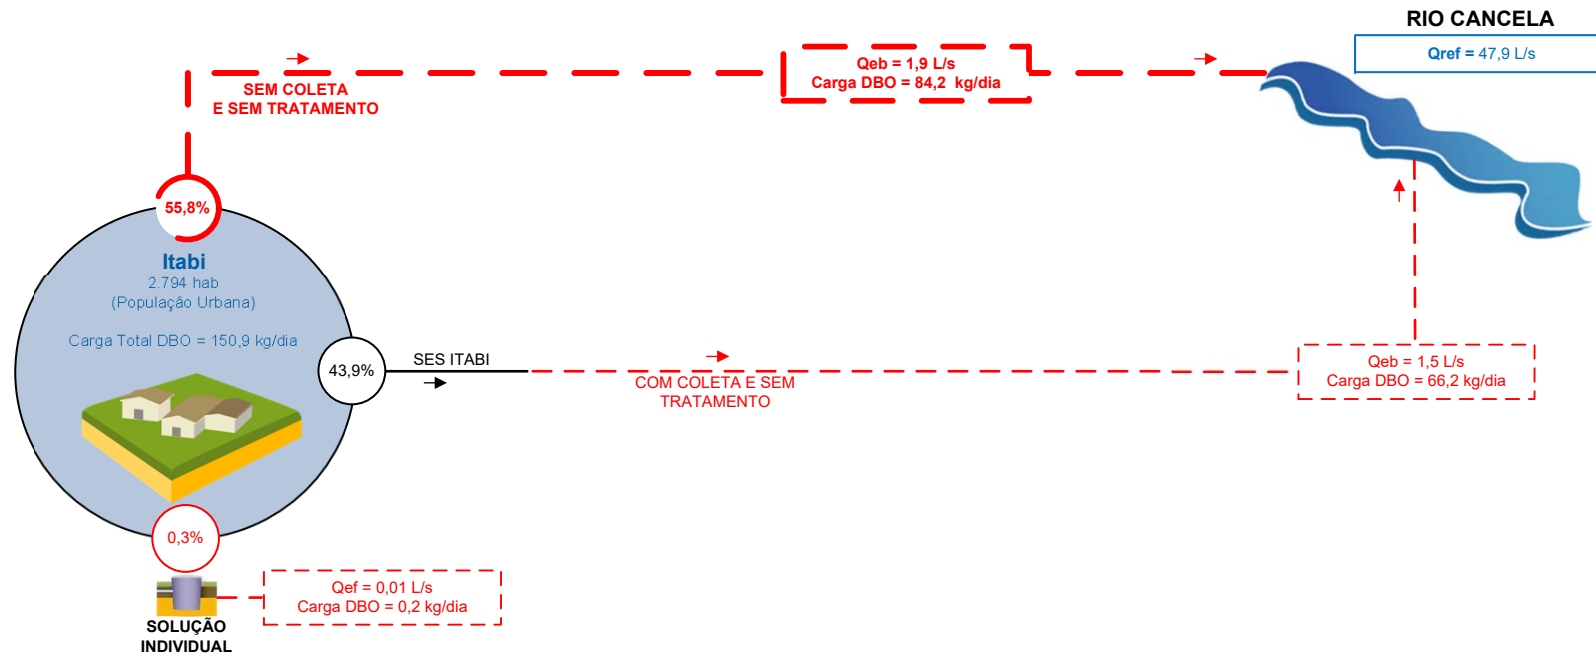 RIO CANCELA
Qref = 47,9 L/s
Qeb = 1,9 L/s
Carga DBO = 84,2 kg/dia
SEM COLETA
E SEM TRATAMENTO
55,8%
Itabi
2.794 hab
(População Urbana)
Carga Total DBO = 150,9 kg/dia
43,9%
SES ITABI
COM COLETA E SEM
TRATAMENTO
Qeb = 1,5 L/s
Carga DBO = 66,2 kg/dia
0,3%
Qef = 0,01 L/s
Carga DBO = 0,2 kg/dia
SOLUÇÃO
INDIVIDUAL